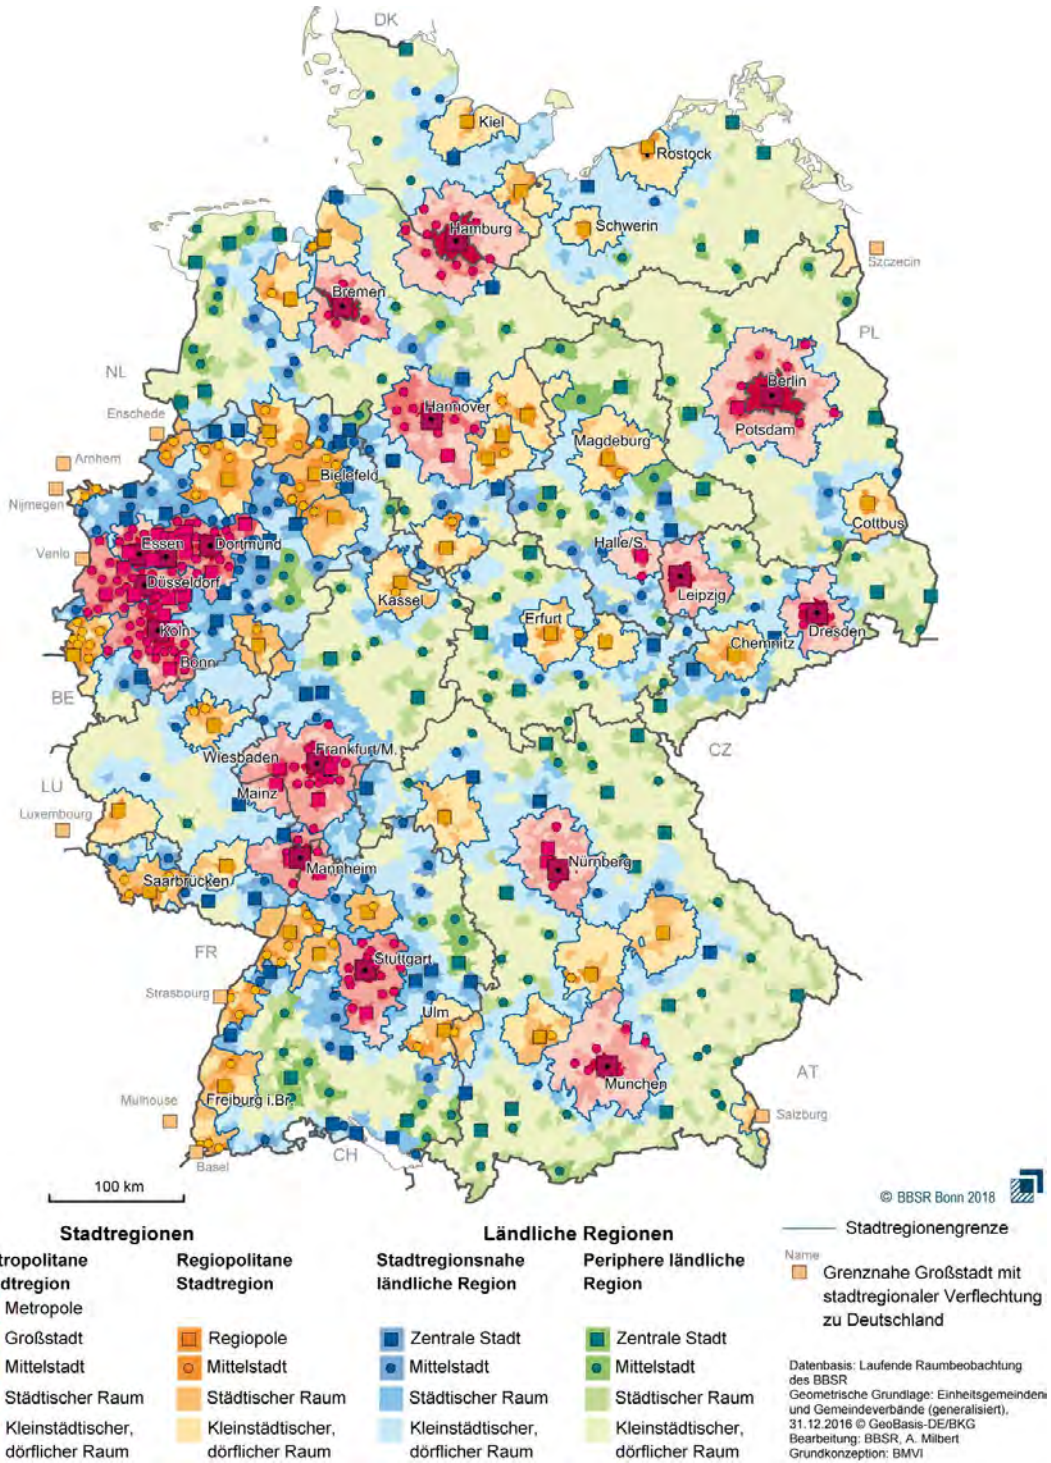 DK
Kiel
Rostock
Hamburg
Schwerin
Szczecin
Bremen
PL
NL
Berlin
Enschede
Hannover
Potsdam
Magdeburg
Arnhem
Bielefeld
Nijmegen
Cottbus
Essen
Dortmund
Halle/S.
Venlo
Düsseldorf
Leipzig
Kassel
Erfurt
Köln
Chemnitz
Dresden
Bonn
BE
CZ
Wiesbaden
Frankfurt/M.
LU
Mainz
Luxembourg
Nürnberg
Mannheim
Saarbrücken
FR
Stuttgart
Strasbourg
Ulm
AT
München
Mulhouse
Freiburg i.Br.
Salzburg
CH
Basel
100 km
© BBSR Bonn 2018
Stadtregionen
Ländliche Regionen
Stadtregionengrenze
tropolitane
dtregion
Metropole
Großstadt
Mittelstadt
Städtischer Raum
Kleinstädtischer,
dörflicher Raum
Regiopolitane
Stadtregion
Regiopole
Mittelstadt
Städtischer Raum
Kleinstädtischer,
dörflicher Raum
Stadtregionsnahe
ländliche Region
Zentrale Stadt
Mittelstadt
Städtischer Raum
Kleinstädtischer,
dörflicher Raum
Periphere ländliche
Region
Zentrale Stadt
Mittelstadt
Städtischer Raum
Kleinstädtischer,
dörflicher Raum
Name
Grenznahe Großstadt mit
stadtregionaler Verflechtung
zu Deutschland
Datenbasis: Laufende Raumbeobachtung
des BBSR
Geometrische Grundlage: Einheitsgemeinden
und Gemeindeverbände (generalisiert),
31.12.2016 © GeoBasis-DE/BKG
Bearbeitung: BBSR, A. Milbert
Grundkonzeption: BMVI